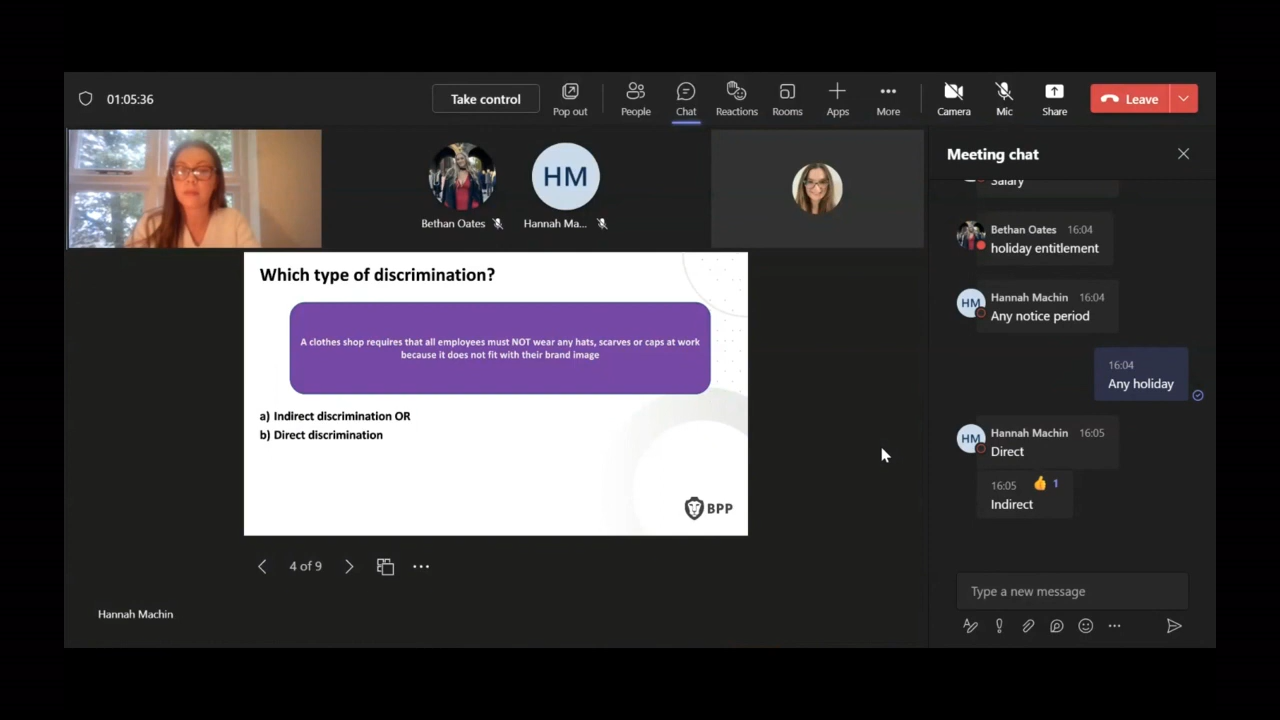 01:05:36
Take control
Pop out
People
Chat
Reactions
Rooms
Apps
More
Camera
Mic
Share
Leave
HM
Bethan Oates
Hannah Ma...
Which type of discrimination?
A clothes shop requires that all employees must NOT wear any hats, scarves or caps at work
because it does not fit with their brand image
a) Indirect discrimination OR
b) Direct discrimination
BPP
4 of 9
Hannah Machin
Meeting chat
Salary
Bethan Oates 16:04
holiday entitlement
HM
Hannah Machin 16:04
Any notice period
16:04
Any holiday
HM
Hannah Machin 16:05
Direct
16:05 1
Indirect
Type a new message